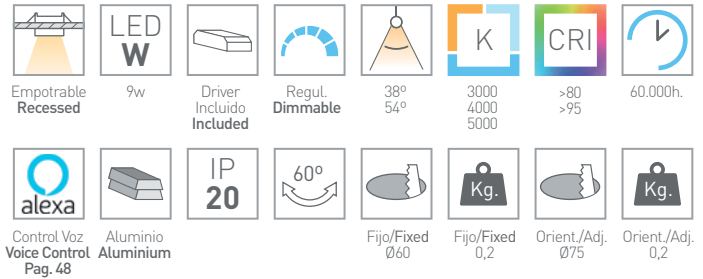 LED
W
K
CRI
Empotrable
Recessed
9w
Driver
Incluido
Included
Regul.
Dimmable
38º
54º
3000
4000
5000
>80
>95
60.000h.
alexa
IP
20
60º
Kg.
Kg.
Control Voz
Voice Control
Pag. 48
Aluminio
Aluminium
Fijo/Fixed
Ø60
Fijo/Fixed
0,2
Orient./Adj.
Ø75
Orient./Adj.
0,2